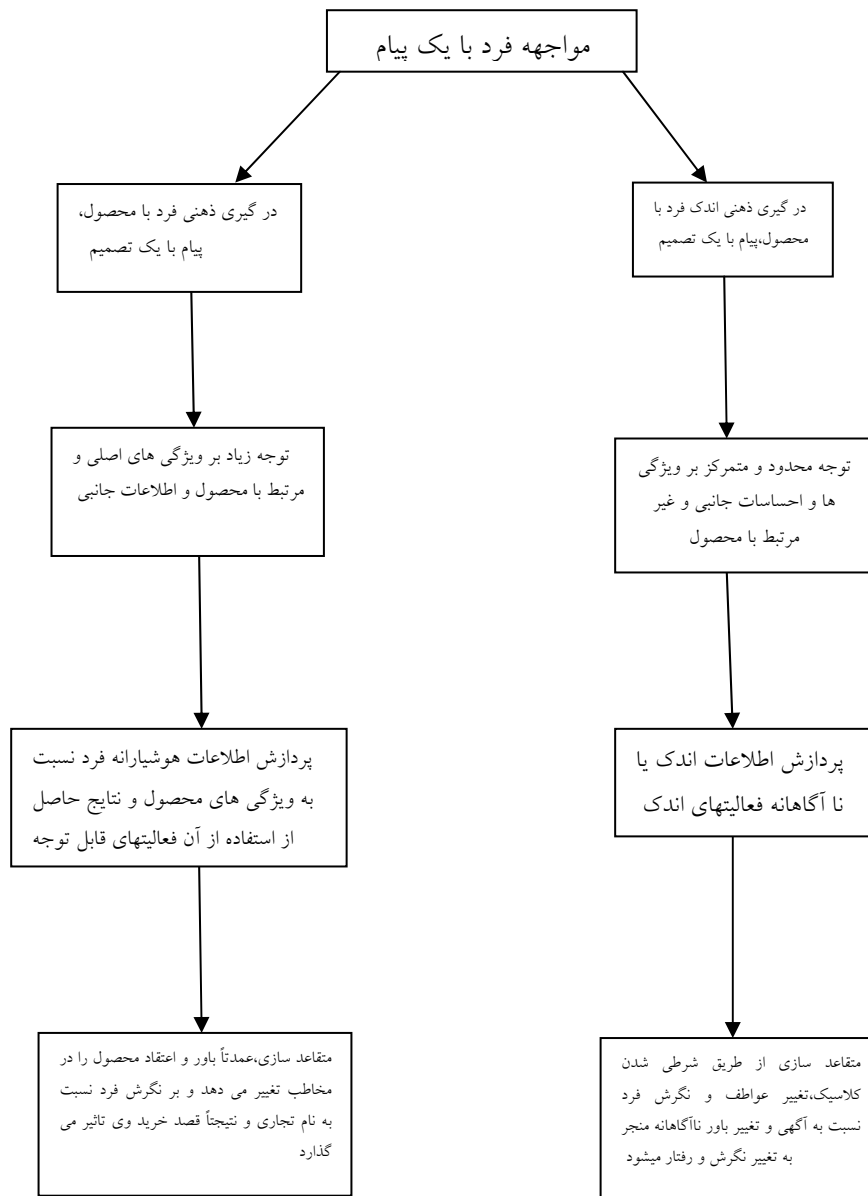 مواجهه فرد با یک پیام
در گیری ذهنی اندک فرد با
محصول،پیام با یک تصمیم
در گیری ذهنی فرد با محصول،
پیام با یک تصمیم
توجه محدود و متمرکز بر ویژگی
ها و احساسات جانبی و غیر
مرتبط با محصول
توجه زیاد بر ویژگی های اصلی و
مرتبط با محصول و اطلاعات جانبی
پردازش اطلاعات اندک یا
نا آگاهانه فعالیتهای اندک
پردازش اطلاعات هوشیارانه فرد نسبت
به ویژگی های محصول و نتایج حاصل
از استفاده از آن فعالیتهای قابل توجه
متقاعد سازی از طریق شرطی شدن
کلاسیک،تغییر عواطف و نگرش فرد
نسبت به آگهی و تغییر باور ناآگاهانه منجر
به تغییر نگرش و رفتار میشود
متقاعد سازی،عمدتاً باور و اعتقاد محصول را در
مخاطب تغییر می دهد و بر نگرش فرد نسبت
به نام تجاری و نتیجتاً قصد خرید وی تاثیر می
گذارد